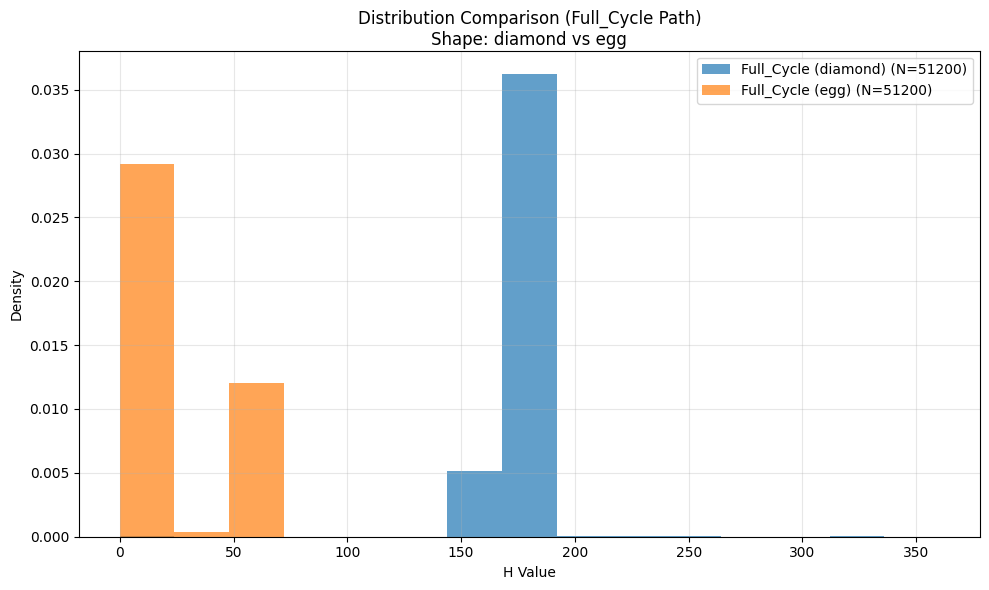 Distribution Comparison (Full_Cycle Path)
Shape: diamond vs egg
Full_Cycle (diamond) (N=51200)
Full_Cycle (egg) (N=51200)
Density
0.035
0.030
0.025
0.020
0.015
0.010
0.005
0.000
0 50 100 150 200 250 300 350
H Value